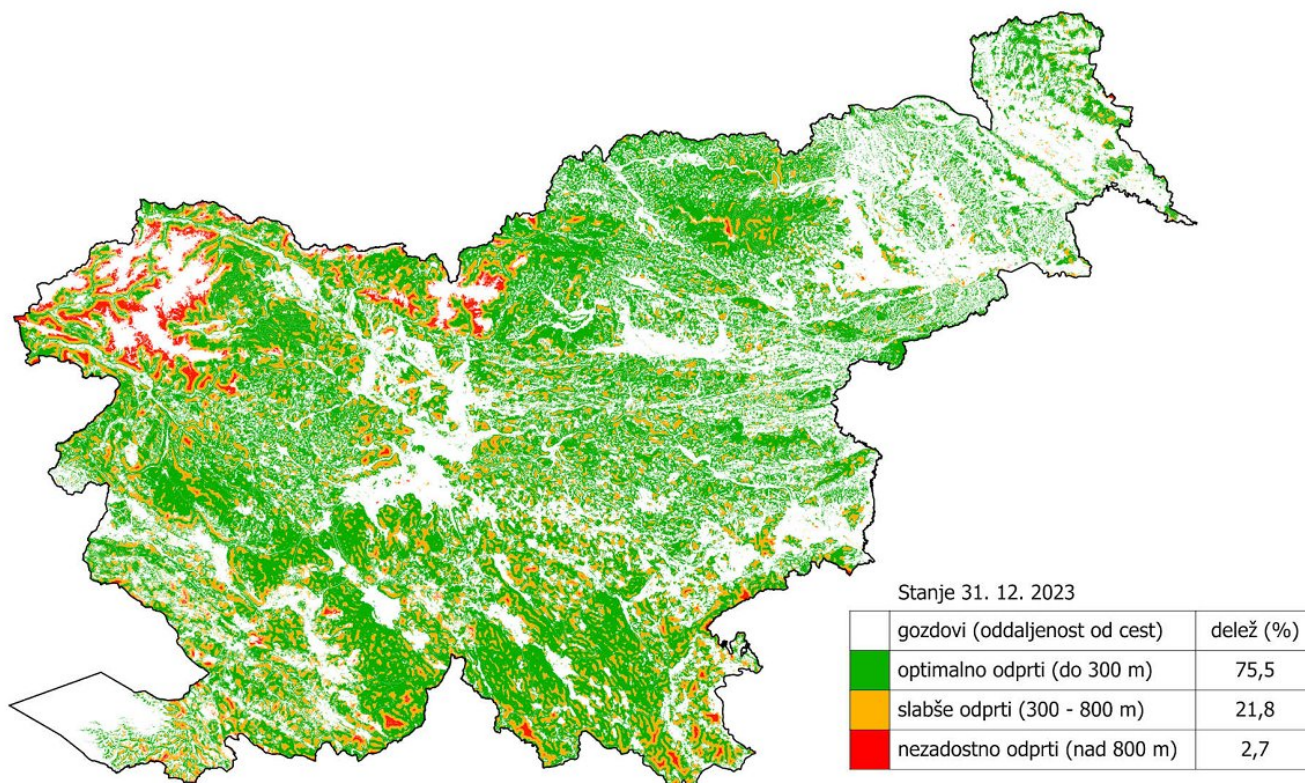 Stanje 31. 12. 2023
gozdovi (oddaljenost od cest) delež (%)
optimalno odprti (do 300 m) 75,5
slabše odprti (300 - 800 m) 21,8
nezadostno odprti (nad 800 m) 2,7